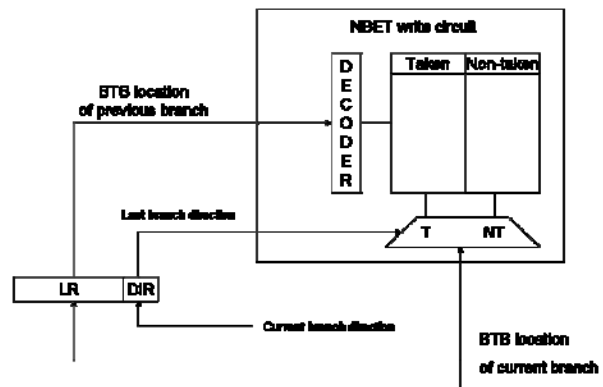 NBET write circuit
DECODER
Taken
Non-taken
BTB location
of previous branch
Last branch direction
T
NT
LR
DIR
Current branch direction
BTB location
of current branch